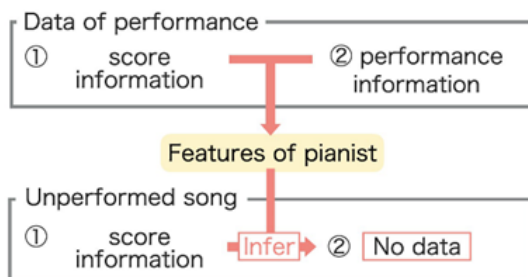 Data of performance
① score information
② performance information
Features of pianist
Unperformed song
① score information
Infer
② No data